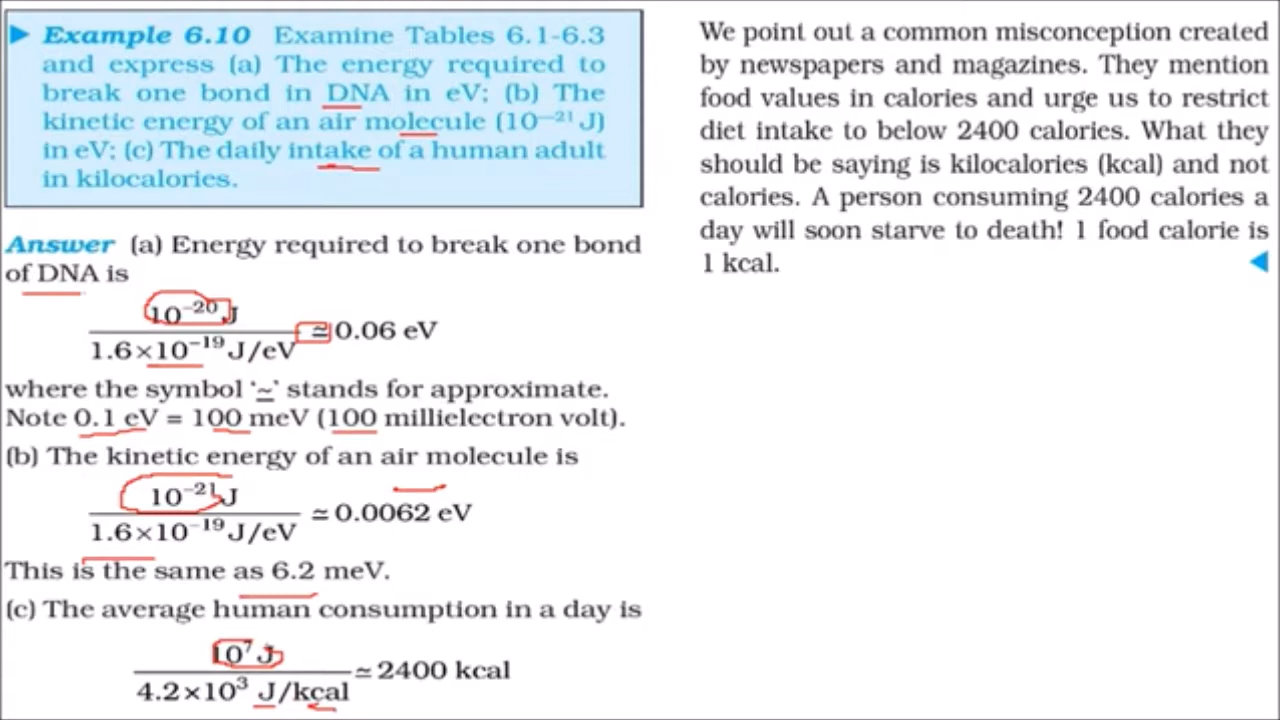 Example 6.10 Examine Tables 6.1-6.3
and express (a) The energy required to
break one bond in DNA in eV; (b) The
kinetic energy of an air molecule (10⁻²¹ J)
in eV; (c) The daily intake of a human adult
in kilocalories.
Answer (a) Energy required to break one bond
of DNA is
10⁻²⁰ J
1.6×10⁻¹⁹ J/eV ≃ 0.06 eV
where the symbol ‘≃’ stands for approximate.
Note 0.1 eV = 100 meV (100 millielectron volt).
(b) The kinetic energy of an air molecule is
10⁻²¹ J
1.6×10⁻¹⁹ J/eV ≃ 0.0062 eV
This is the same as 6.2 meV.
(c) The average human consumption in a day is
10⁷ J
4.2×10³ J/kcal ≃ 2400 kcal
We point out a common misconception created
by newspapers and magazines. They mention
food values in calories and urge us to restrict
diet intake to below 2400 calories. What they
should be saying is kilocalories (kcal) and not
calories. A person consuming 2400 calories a
day will soon starve to death! 1 food calorie is
1 kcal.